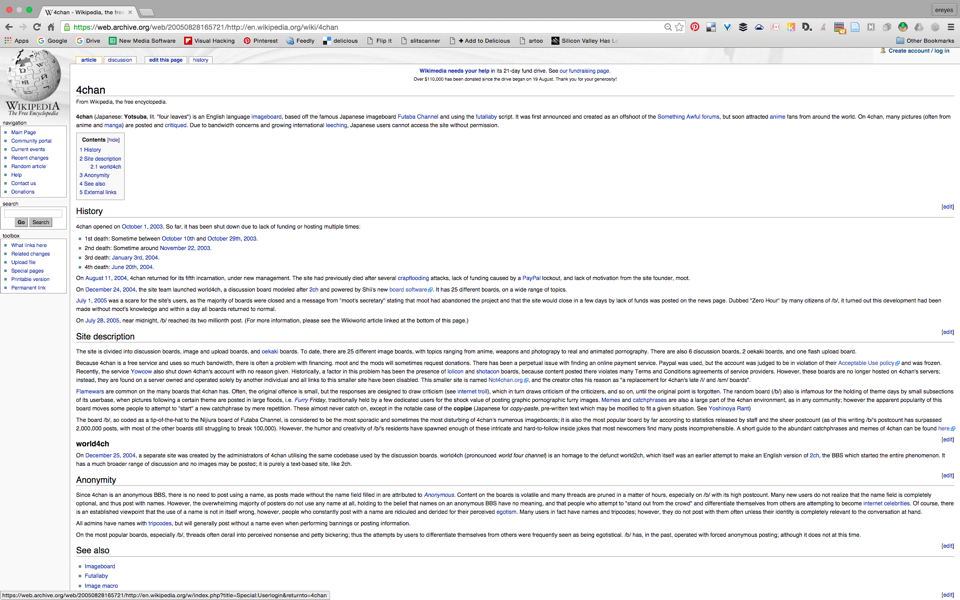 4chan - Wikipedia, the free
ereyes
https://web.archive.org/web/20050828165721/http://en.wikipedia.org/wiki/4chan
Apps Google Drive New Media Software Visual Hacking Pinterest Feedly delicious Flip it slitscanner + Add to Delicious artoo Silicon Valley Has L Other Bookmarks
Create account / log in
article discussion edit this page history
Wikimedia needs your help in its 21-day fund drive. See our fundraising page.
Over $110,000 has been donated since the drive began on 19 August. Thank you for your generosity!
WIKIPEDIA
The Free Encyclopedia
navigation
Main Page
Community portal
Current events
Recent changes
Random article
Help
Contact us
Donations
search
Go Search
toolbox
What links here
Related changes
Upload file
Special pages
Printable version
Permanent link
4chan
From Wikipedia, the free encyclopedia.
4chan (Japanese: Yotsuba, lit. "four leaves") is an English language imageboard, based off the famous Japanese imageboard Futaba Channel and using the futallaby script. It was first announced and created as an offshoot of the Something Awful forums, but soon attracted anime fans from around the world. On 4chan, many pictures (often from
anime and manga) are posted and critiqued. Due to bandwidth concerns and growing international leeching, Japanese users cannot access the site without permission.
Contents [hide]
1 History
2 Site description
2.1 world4ch
3 Anonymity
4 See also
5 External links
[edit]
History
4chan opened on October 1, 2003. So far, it has been shut down due to lack of funding or hosting multiple times:
1st death: Sometime between October 10th and October 29th, 2003.
2nd death: Sometime around November 22, 2003.
3rd death: January 3rd, 2004.
4th death: June 20th, 2004.
On August 11, 2004, 4chan returned for its fifth incarnation, under new management. The site had previously died after several crapflooding attacks, lack of funding caused by a PayPal lockout, and lack of motivation from the site founder, moot.
On December 24, 2004, the site team launched world4ch, a discussion board modeled after 2ch and powered by Shii's new board software. It has 25 different boards, on a wide range of topics.
July 1, 2005 was a scare for the site's users, as the majority of boards were closed and a message from "moot's secretary" stating that moot had abandoned the project and that the site would close in a few days by lack of funds was posted on the news page. Dubbed "Zero Hour" by many citizens of /b/, it turned out this development had been
made without moot's knowledge and within a day all boards returned to normal.
On July 28, 2005, near midnight, /b/ reached its two millionth post. (For more information, please see the Wikiworld article linked at the bottom of this page.)
[edit]
Site description
The site is divided into discussion boards, image and upload boards, and oekaki boards. To date, there are 25 different image boards, with topics ranging from anime, weapons and photograpy to real and animated pornography. There are also 6 discussion boards, 2 oekaki boards, and one flash upload board.
Because 4chan is a free service and uses so much bandwidth, there is often a problem with financing. moot and the mods will sometimes request donations. There has been a perpetual issue with finding an online payment service. Paypal was used, but the account was judged to be in violation of their Acceptable Use policy and was frozen.
Recently, the service Yowcow also shut down 4chan's account with no reason given. Historically, a factor in this problem has been the presence of lolicon and shotacon boards, because content posted there violates many Terms and Conditions agreements of service providers. However, these boards are no longer hosted on 4chan's servers;
instead, they are found on a server owned and operated solely by another individual and all links to this smaller site have been disabled. This smaller site is named Not4chan.org, and the creator cites his reason as "a replacement for 4chan's late /l/ and /sm/ boards".
Flamewars are common on the many boards that 4chan has. Often, the original offence is small, but the responses are designed to draw criticism (see internet troll), which in turn draws criticism of the criticizers, and so on, until the original point is forgotten. The random board (/b/) also is infamous for the holding of theme days by small subsections
of its userbase, when pictures following a certain theme are posted in large floods, i.e. Furry Friday, traditionally held by a few dedicated users for the shock value of posting graphic pornographic furry images. Memes and catchphrases are also a large part of the 4chan environment, as in any community; however the apparent popularity of this
board moves some people to attempt to "start" a new catchphrase by mere repetition. These almost never catch on, except in the notable case of the copipe (Japanese for copy-paste, pre-written text which may be modified to fit a given situation. See Yoshinoya Rant)
The board /b/, so coded as a tip-of-the-hat to the Nijiura board of Futaba Channel, is considered to be the most sporadic and sometimes the most disturbing of 4chan's numerous imageboards; it is also the most popular board by far according to statistics released by staff and the sheer postcount (as of this writing /b/'s postcount has surpassed
2,000,000 posts, with most of the other boards still struggling to break 100,000). However, the humor and creativity of /b/'s residents have spawned enough of these intricate and hard-to-follow inside jokes that most newcomers find many posts incomprehensible. A short guide to the abundant catchphrases and memes of 4chan can be found here
[edit]
world4ch
On December 25, 2004, a separate site was created by the administrators of 4chan utilising the same codebase used by the discussion boards. world4ch (pronounced world four channel) is an homage to the defunct world2ch, which itself was an earlier attempt to make an English version of 2ch, the BBS which started the entire phenomenon. It
has a much broader range of discussion and no images may be posted; it is purely a text-based site, like 2ch.
[edit]
Anonymity
Since 4chan is an anonymous BBS, there is no need to post using a name, as posts made without the name field filled in are attributed to Anonymous. Content on the boards is volatile and many threads are pruned in a matter of hours, especially on /b/ with its high postcount. Many new users do not realize that the name field is completely
optional, and thus post with names. However, the overwhelming majority of posters do not use any name at all, holding to the belief that names on an anonymous BBS have no meaning, and that people who attempt to "stand out from the crowd" and differentiate themselves from others are attempting to become internet celebrities. Of course, there
is an established viewpoint that the use of a name is not in itself wrong, however, people who constantly post with a name are ridiculed and derided for their perceived egotism. Many users in fact have names and tripcodes; however, they do not post with them often unless their identity is completely relevant to the conversation at hand.
All admins have names with tripcodes, but will generally post without a name even when performing bannings or posting information.
On the most popular boards, especially /b/, threads often derail into perceived nonsense and petty bickering; thus the attempts by users to differentiate themselves from others were frequently seen as being egotistical. /b/ has, in the past, operated with forced anonymous posting; although it does not at this time.
[edit]
See also
Imageboard
Futallaby
Image macro
[edit]
https://web.archive.org/web/20050828165721/http://en.wikipedia.org/w/index.php?title=Special:Userlogin&returnto=4chan